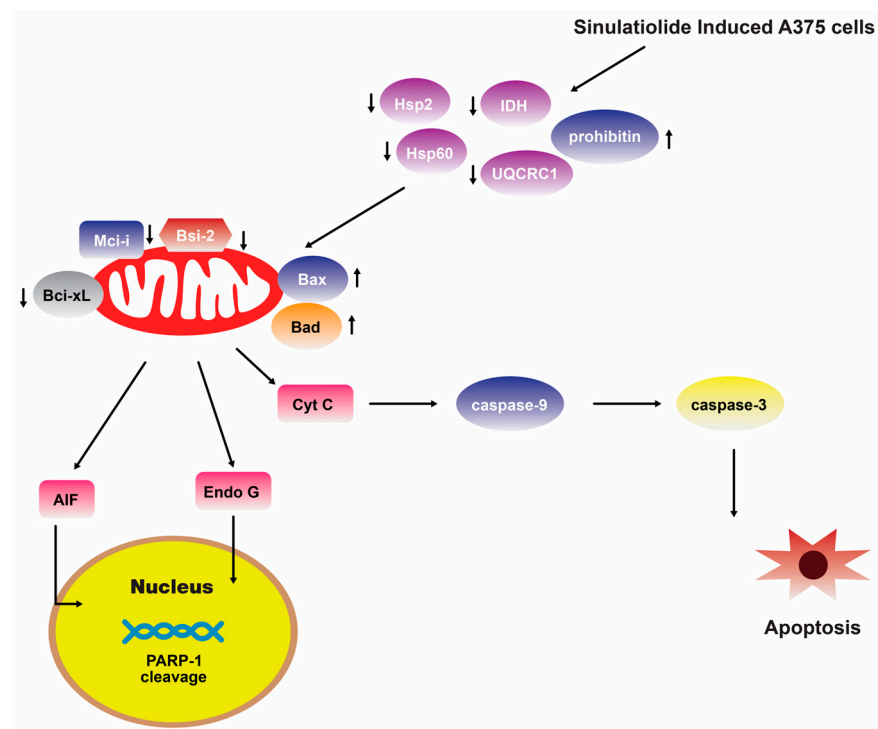 Sinulatiolide Induced A375 cells
Hsp2
IDH
prohibitin
Hsp60
UQCRC1
Mci-i
Bsi-2
Bci-xL
Bax
Bad
Cyt C
caspase-9
caspase-3
AIF
Endo G
Nucleus
PARP-1
cleavage
Apoptosis